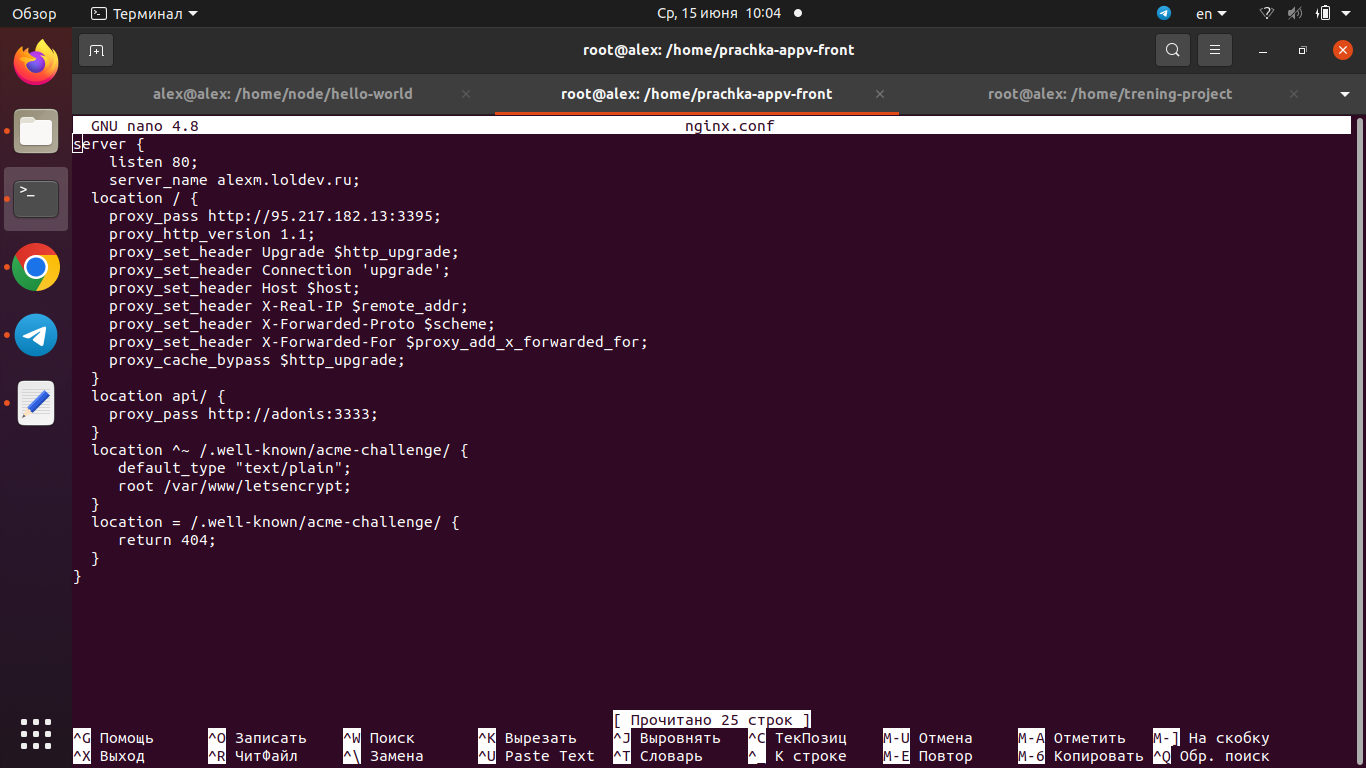 Обзор Терминал Ср, 15 июня 10:04 en
root@alex: /home/prachka-appv-front
alex@alex: /home/node/hello-world root@alex: /home/prachka-appv-front root@alex: /home/trening-project
GNU nano 4.8 nginx.conf
server {
listen 80;
server_name alexm.loldev.ru;
location / {
proxy_pass http://95.217.182.13:3395;
proxy_http_version 1.1;
proxy_set_header Upgrade $http_upgrade;
proxy_set_header Connection 'upgrade';
proxy_set_header Host $host;
proxy_set_header X-Real-IP $remote_addr;
proxy_set_header X-Forwarded-Proto $scheme;
proxy_set_header X-Forwarded-For $proxy_add_x_forwarded_for;
proxy_cache_bypass $http_upgrade;
}
location api/ {
proxy_pass http://adonis:3333;
}
location ^~ /.well-known/acme-challenge/ {
default_type "text/plain";
root /var/www/letsencrypt;
}
location = /.well-known/acme-challenge/ {
return 404;
}
}
[ Прочитано 25 строк ]
^G Помощь ^O Записать ^W Поиск ^K Вырезать ^J Выровнять ^C ТекПозиц M-U Отмена M-A Отметить M-] На скобку
^X Выход ^R ЧитФайл ^\ Замена ^U Paste Text ^T Словарь ^_ К строке M-E Повтор M-6 Копировать ^Q Обр. поиск